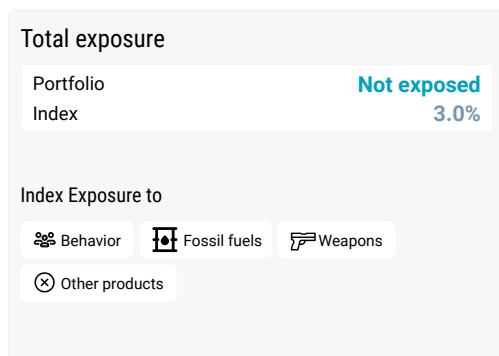 Total exposure
Portfolio Not exposed
Index 3.0%
Index Exposure to
Behavior Fossil fuels Weapons
Other products